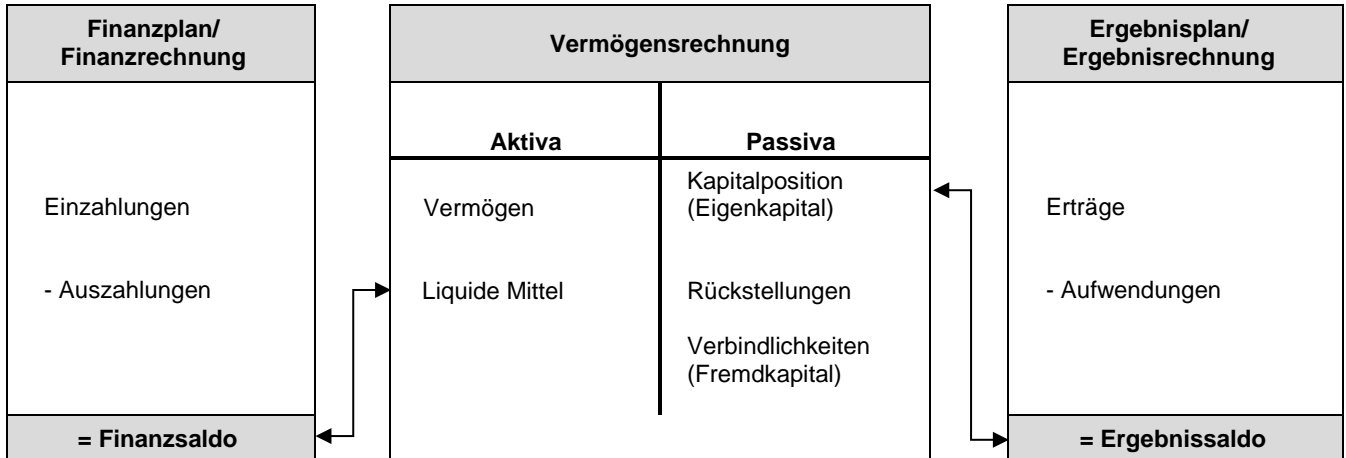 Finanzplan/
Finanzrechnung
Einzahlungen
- Auszahlungen
= Finanzsaldo
Vermögensrechnung
Aktiva
Passiva
Vermögen
Liquide Mittel
Kapitalposition
(Eigenkapital)
Rückstellungen
Verbindlichkeiten
(Fremdkapital)
Ergebnisplan/
Ergebnisrechnung
Erträge
- Aufwendungen
= Ergebnissaldo